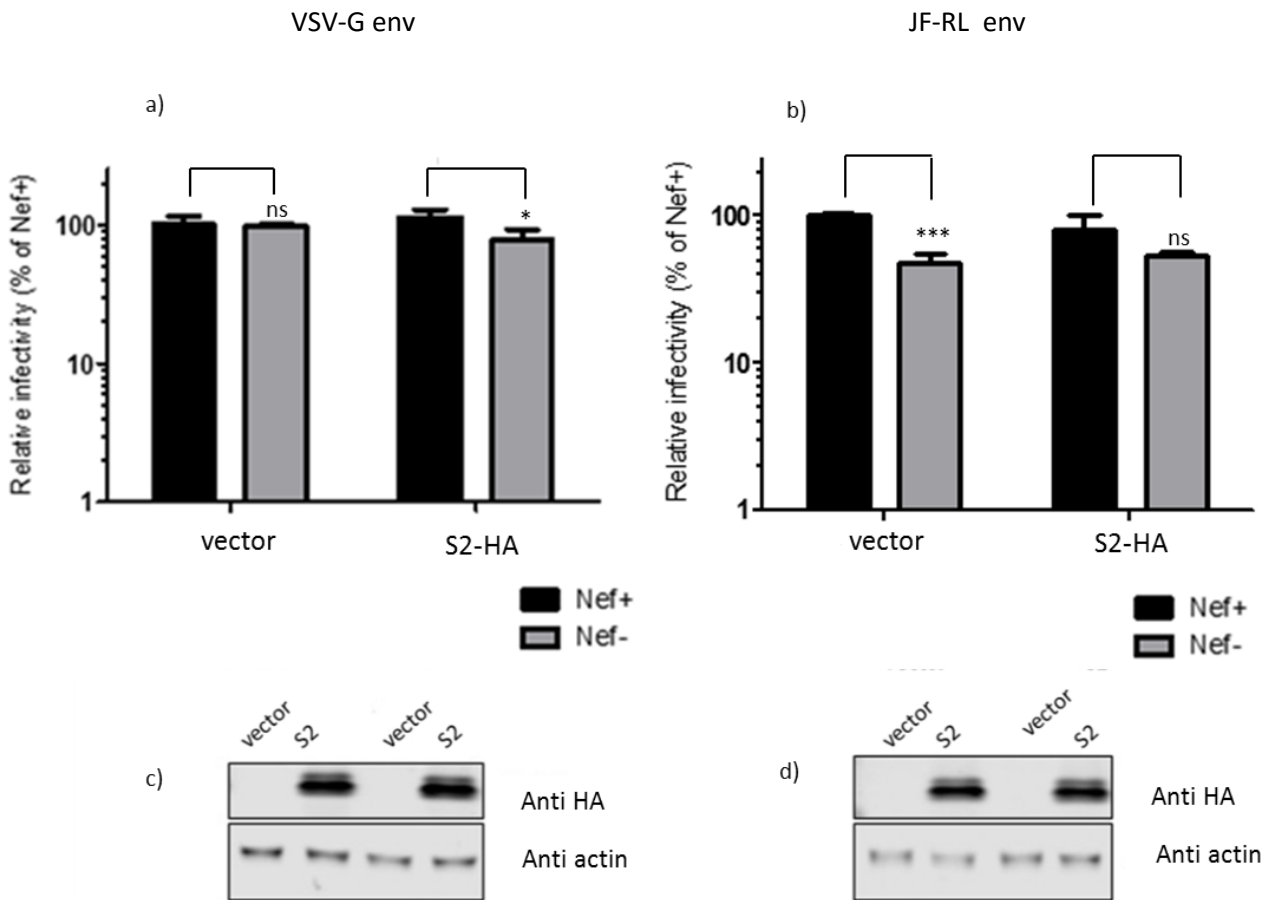 VSV-G env
JF-RL env
a)
b)
Relative infectivity (% of Nef+)
100
10
1
ns
*
vector
S2-HA
Nef+
Nef-
Relative infectivity (% of Nef+)
100
10
1
***
ns
vector
S2-HA
Nef+
Nef-
c)
vector
S2
vector
S2
Anti HA
Anti actin
d)
vector
S2
vector
S2
Anti HA
Anti actin